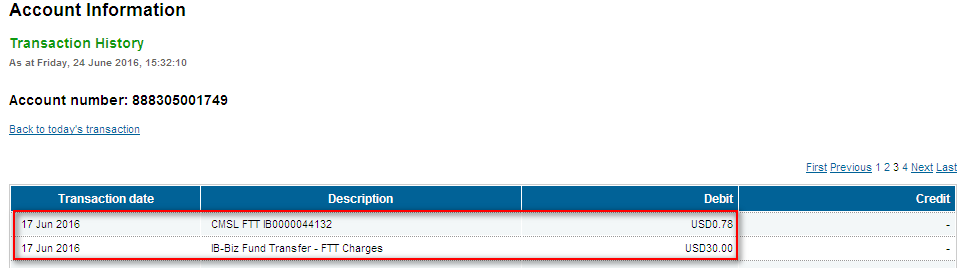 Account Information
Transaction History
As at Friday, 24 June 2016, 15:32:10
Account number: 888305001749
Back to today's transaction
First Previous 1 2 3 4 Next Last
Transaction date Description Debit Credit
17 Jun 2016 CMSL FTT IB0000044132 USD0.78 -
17 Jun 2016 IB-Biz Fund Transfer - FTT Charges USD30.00 -